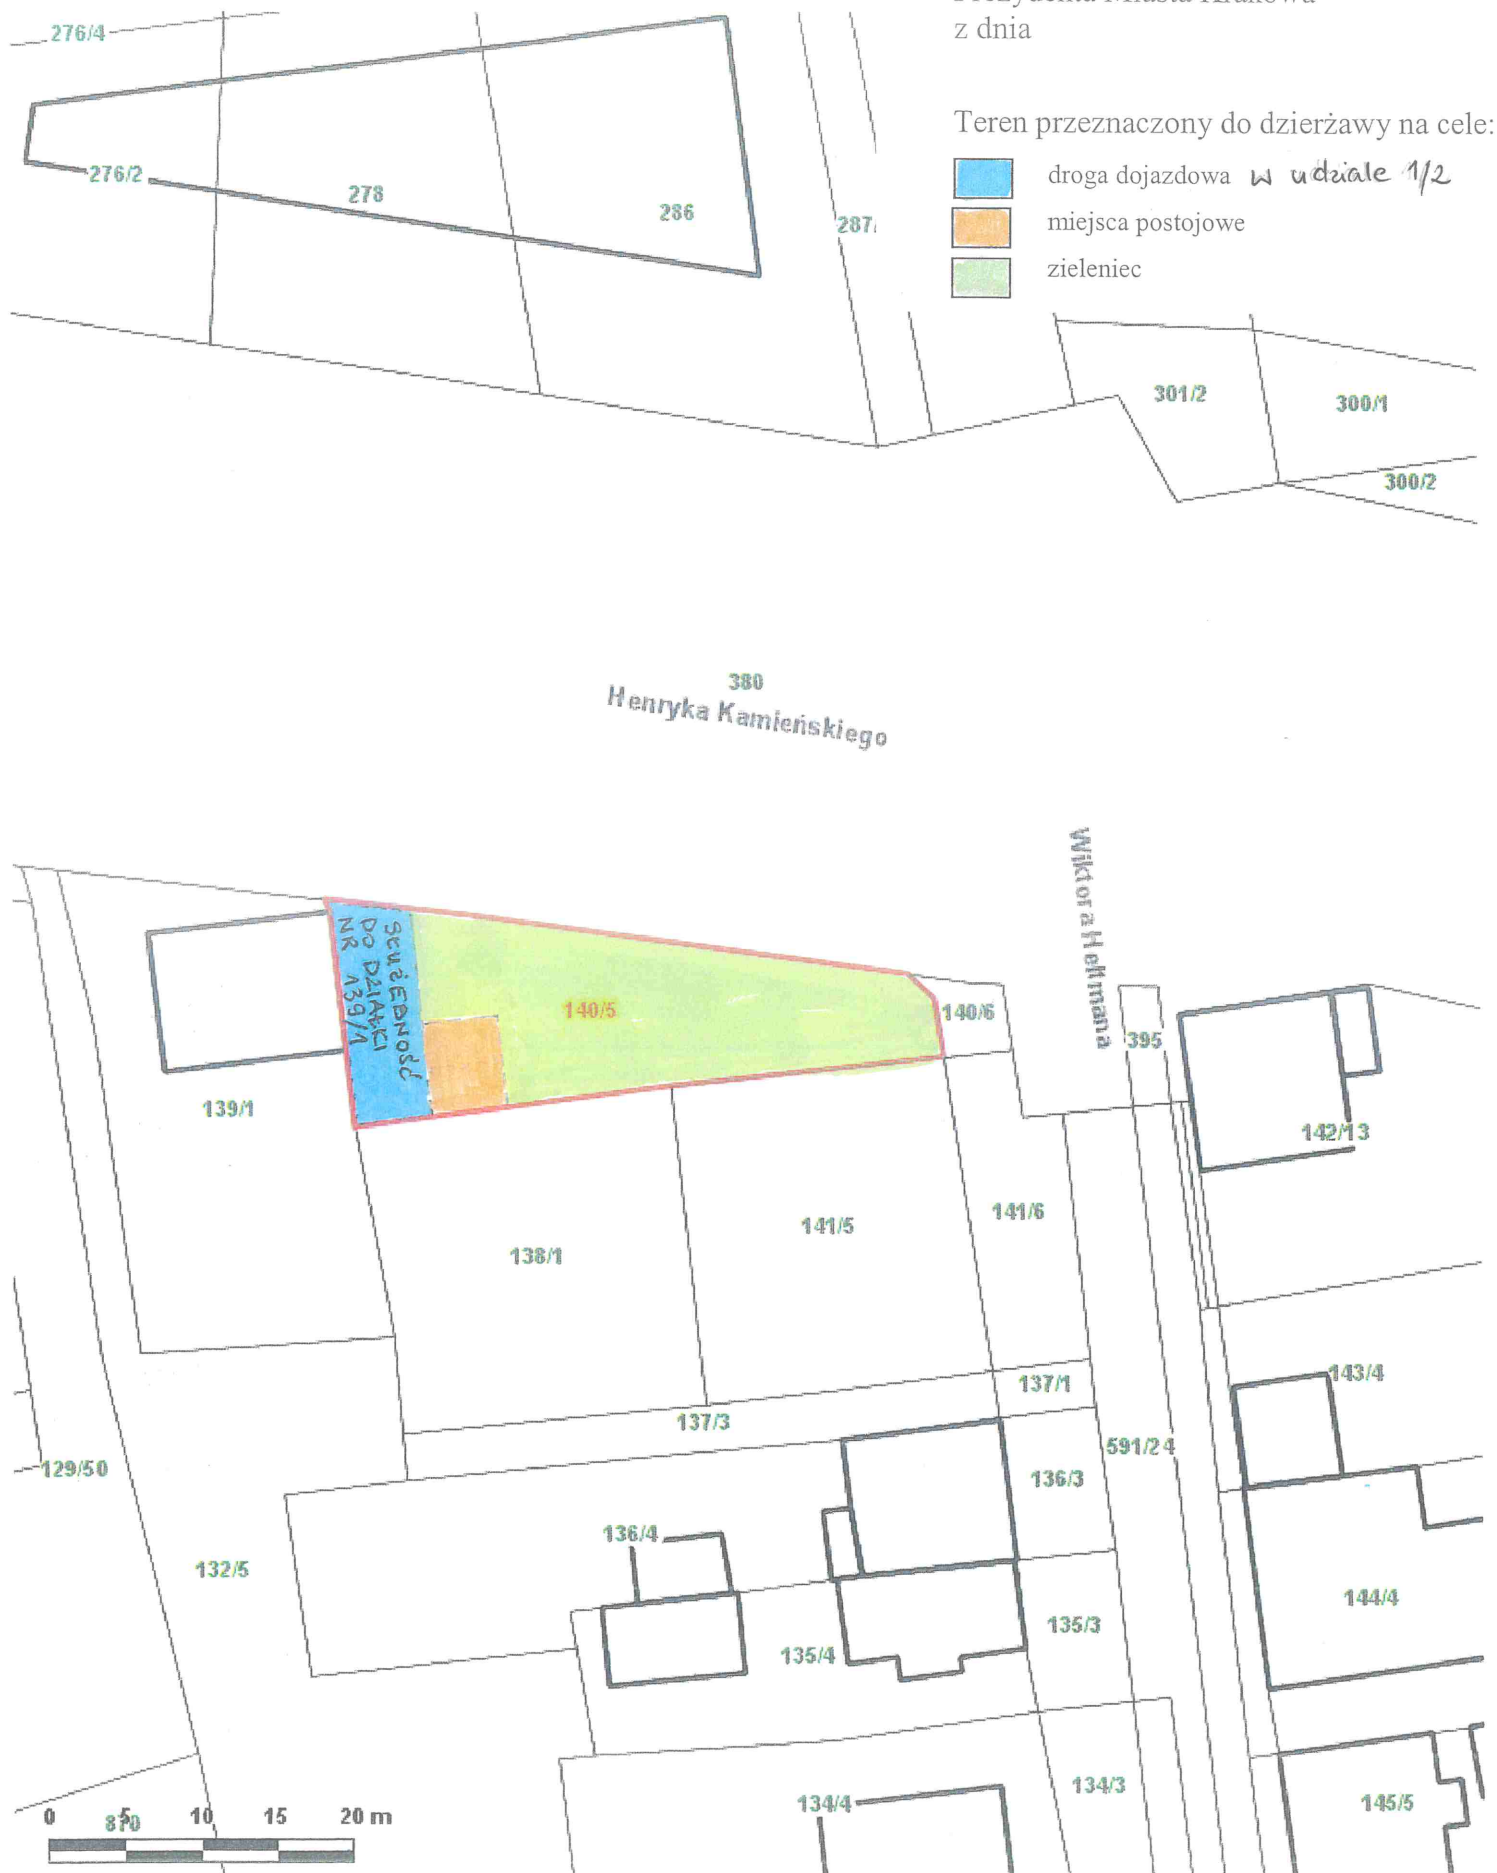 z dnia
Teren przeznaczony do dzierżawy na cele:
droga dojazdowa w udziale 1/2
miejsca postojowe
zieleniec
276/4
276/2
278
286
287/
301/2
300/1
300/2
380
Henryka Kamieńskiego
Wiktora Heltmana
SŁUŻEBNOŚĆ
DO DZIAŁKI
NR 139/1
140/5
140/6
395
139/1
142/13
138/1
141/5
141/6
137/1
143/4
137/3
129/50
591/24
136/3
136/4
132/5
144/4
135/3
135/4
134/3
134/4
145/5
0 5 10 15 20 m